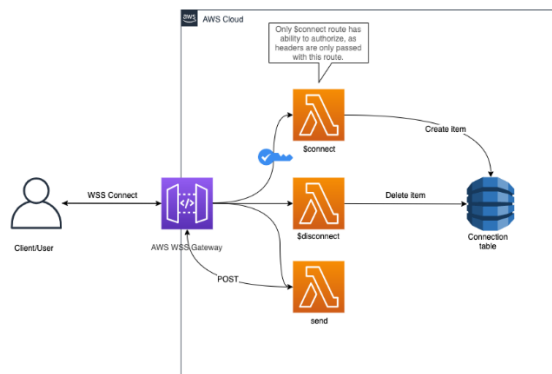 aws
AWS Cloud
Only $connect route has
ability to authorize, as
headers are only passed
with this route.
$connect
Create item
WSS Connect
Delete item
Client/User
AWS WSS Gateway
$disconnect
Connection
table
POST
send